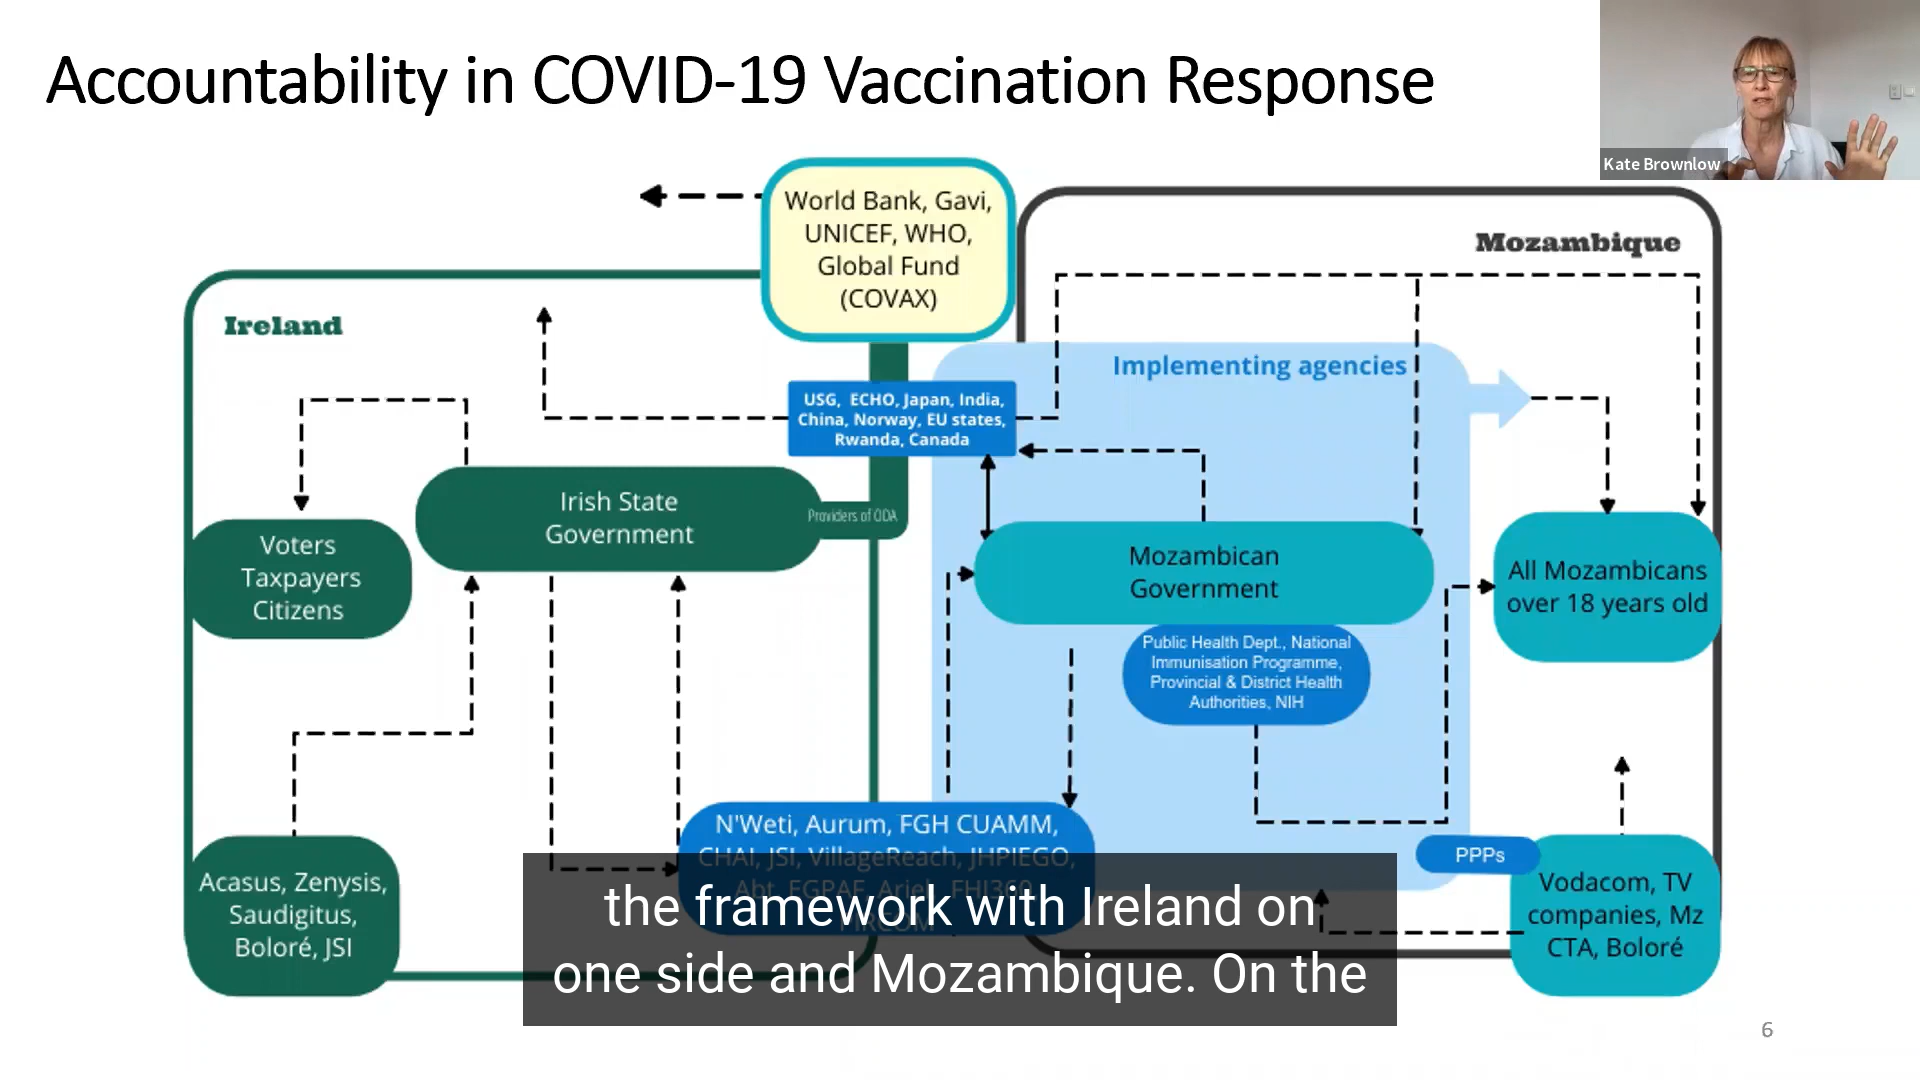 Accountability in COVID-19 Vaccination Response
Kate Brownlow
World Bank, Gavi,
UNICEF, WHO,
Global Fund
(COVAX)
Mozambique
Ireland
Implementing agencies
USG, ECHO, Japan, India,
China, Norway, EU states,
Rwanda, Canada
Irish State
Government
Providers of ODA
Voters
Taxpayers
Citizens
Mozambican
Government
All Mozambicans
over 18 years old
Public Health Dept., National
Immunisation Programme,
Provincial & District Health
Authorities, NIH
N'Weti, Aurum, FGH CUAMM,
CHAI, JSI, VillageReach, JHPIEGO,
Abt, EGPAF, Ariel, FHI360,
PPPs
Acasus, Zenysis,
Saudigitus,
Boloré, JSI
Vodacom, TV
companies, Mz
CTA, Boloré
the framework with Ireland on
one side and Mozambique. On the
6